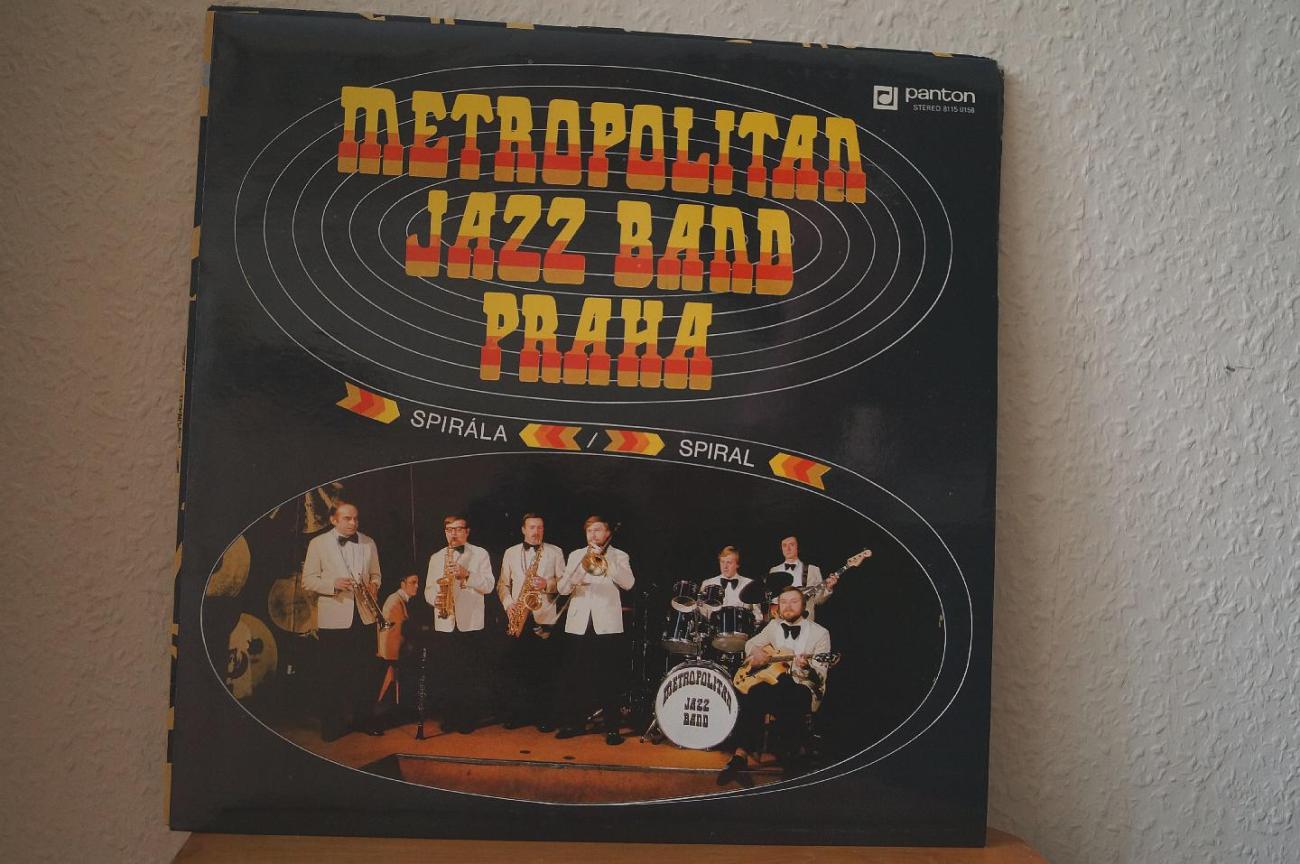 panton
STEREO 8115 0158
METROPOLITAN
JAZZ BAND
PRAHA
SPIRÁLA / SPIRAL
METROPOLITAN
JAZZ
BAND